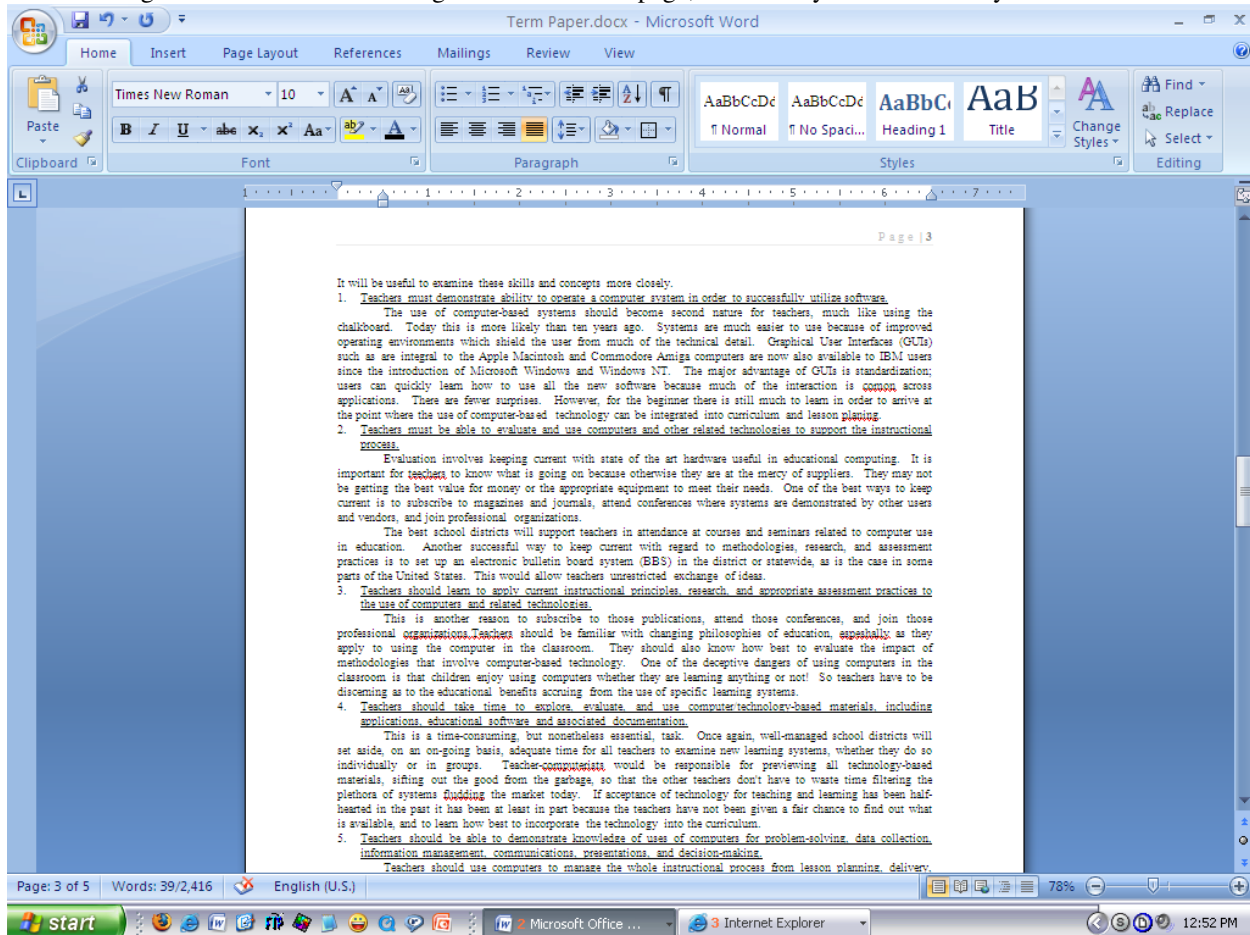 Term Paper.docx - Microsoft Word
Home Insert Page Layout References Mailings Review View
Times New Roman 10
Paste
B I U abc X₂ X² Aa
AaBbCcDc AaBbCcDc AaBbC AaB
¶ Normal ¶ No Spaci... Heading 1 Title
Change Styles
Find
Replace
Select
Clipboard Font Paragraph Styles Editing
1 1 2 3 4 5 6 7
Page | 3
It will be useful to examine these skills and concepts more closely.
1. Teachers must demonstrate ability to operate a computer system in order to successfully utilize software.
The use of computer-based systems should become second nature for teachers, much like using the
chalkboard. Today this is more likely than ten years ago. Systems are much easier to use because of improved
operating environments which shield the user from much of the technical detail. Graphical User Interfaces (GUIs)
such as are integral to the Apple Macintosh and Commodore Amiga computers are now also available to IBM users
since the introduction of Microsoft Windows and Windows NT. The major advantage of GUIs is standardization;
users can quickly learn how to use all the new software because much of the interaction is comon across
applications. There are fewer surprises. However, for the beginner there is still much to learn in order to arrive at
the point where the use of computer-based technology can be integrated into curriculum and lesson planing.
2. Teachers must be able to evaluate and use computers and other related technologies to support the instructional
process.
Evaluation involves keeping current with state of the art hardware useful in educational computing. It is
important for teechers to know what is going on because otherwise they are at the mercy of suppliers. They may not
be getting the best value for money or the appropriate equipment to meet their needs. One of the best ways to keep
current is to subscribe to magazines and journals, attend conferences where systems are demonstrated by other users
and vendors, and join professional organizations.
The best school districts will support teachers in attendance at courses and seminars related to computer use
in education. Another successful way to keep current with regard to methodologies, research, and assessment
practices is to set up an electronic bulletin board system (BBS) in the district or statewide, as is the case in some
parts of the United States. This would allow teachers unrestricted exchange of ideas.
3. Teachers should learn to apply current instructional principles, research, and appropriate assessment practices to
the use of computers and related technologies.
This is another reason to subscribe to those publications, attend those conferences, and join those
professional organizations.Teachers should be familiar with changing philosophies of education, espeshally as they
apply to using the computer in the classroom. They should also know how best to evaluate the impact of
methodologies that involve computer-based technology. One of the deceptive dangers of using computers in the
classroom is that children enjoy using computers whether they are learning anything or not! So teachers have to be
discerning as to the educational benefits accruing from the use of specific learning systems.
4. Teachers should take time to explore, evaluate, and use computer/technology-based materials, including
applications, educational software and associated documentation.
This is a time-consuming, but nonetheless essential, task. Once again, well-managed school districts will
set aside, on an on-going basis, adequate time for all teachers to examine new learning systems, whether they do so
individually or in groups. Teacher-computerists would be responsible for previewing all technology-based
materials, sifting out the good from the garbage, so that the other teachers don't have to waste time filtering the
plethora of systems fludding the market today. If acceptance of technology for teaching and learning has been half-
hearted in the past it has been at least in part because the teachers have not been given a fair chance to find out what
is available, and to learn how best to incorporate the technology into the curriculum.
5. Teachers should be able to demonstrate knowledge of uses of computers for problem-solving, data collection,
information management, communications, presentations, and decision-making.
Teachers should use computers to manage the whole instructional process from lesson planning, delivery,
Page: 3 of 5 Words: 39/2,416 English (U.S.) 78%
start 2 Microsoft Office ... 3 Internet Explorer 12:52 PM